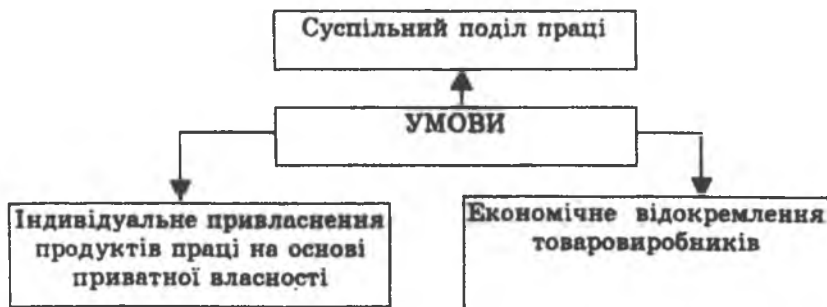 Суспільний поділ праці
УМОВИ
Індивідуальне привласнення
продуктів праці на основі
приватної власності
Економічне відокремлення
товаровиробників